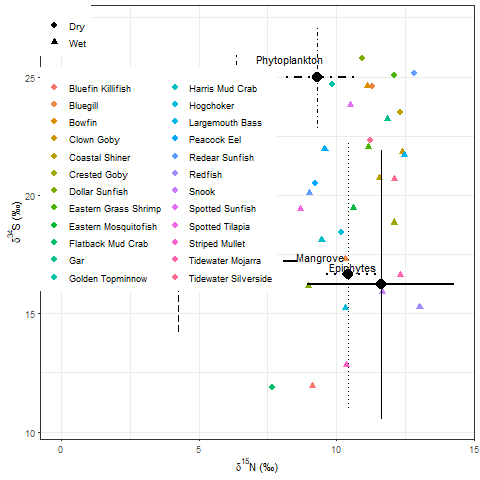 Dry
Wet
Phytoplankton
Bluefin Killifish
Bluegill
Bowfin
Clown Goby
Coastal Shiner
Crested Goby
Dollar Sunfish
Eastern Grass Shrimp
Eastern Mosquitofish
Flatback Mud Crab
Gar
Golden Topminnow
Harris Mud Crab
Hogchoker
Largemouth Bass
Peacock Eel
Redear Sunfish
Redfish
Snook
Spotted Sunfish
Spotted Tilapia
Striped Mullet
Tidewater Mojarra
Tidewater Silverside
Mangrove
Epiphytes
25
20
15
10
δ³⁴S (‰)
0
5
10
15
δ¹⁵N (‰)